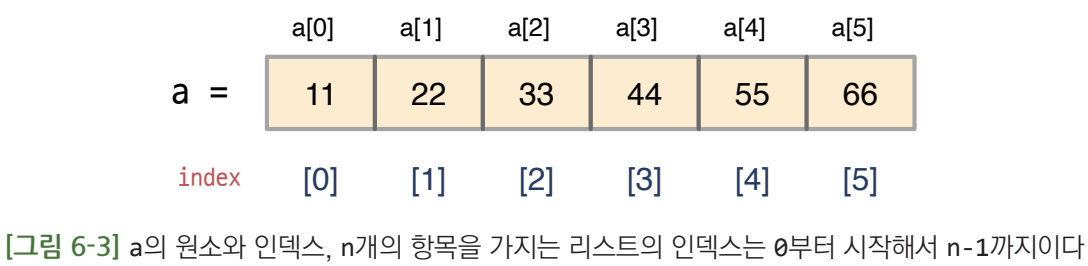 a[0] a[1] a[2] a[3] a[4] a[5]
a = 11 22 33 44 55 66
index [0] [1] [2] [3] [4] [5]
[그림 6-3] a의 원소와 인덱스, n개의 항목을 가지는 리스트의 인덱스는 0부터 시작해서 n-1까지이다